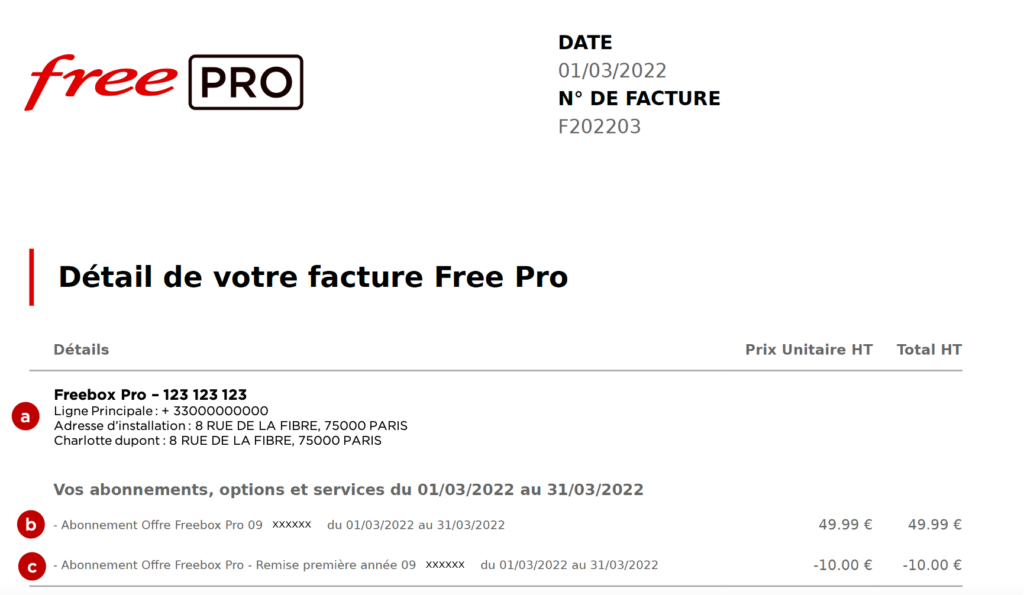 free PRO
DATE
01/03/2022
N° DE FACTURE
F202203
Détail de votre facture Free Pro
Détails Prix Unitaire HT Total HT
a
Freebox Pro – 123 123 123
Ligne Principale : + 33000000000
Adresse d'installation : 8 RUE DE LA FIBRE, 75000 PARIS
Charlotte dupont : 8 RUE DE LA FIBRE, 75000 PARIS
Vos abonnements, options et services du 01/03/2022 au 31/03/2022
b - Abonnement Offre Freebox Pro 09 xxxxxx du 01/03/2022 au 31/03/2022 49.99 € 49.99 €
c - Abonnement Offre Freebox Pro - Remise première année 09 xxxxxx du 01/03/2022 au 31/03/2022 -10.00 € -10.00 €